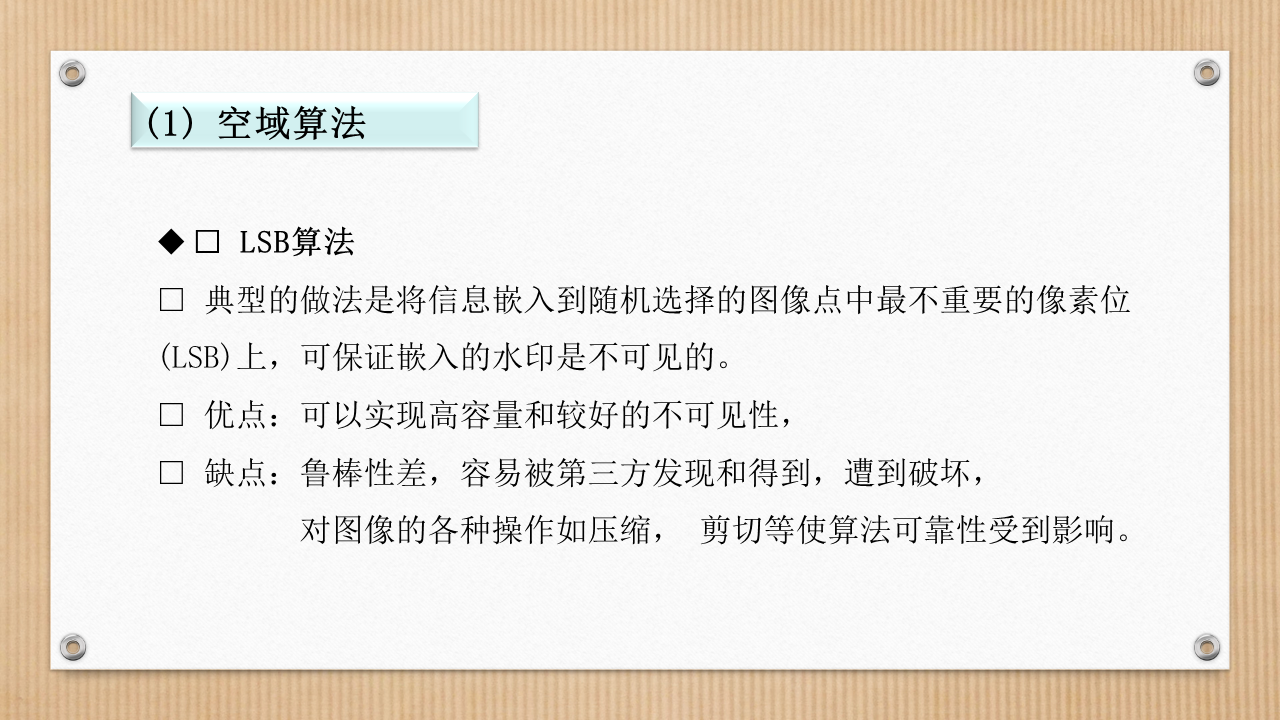 (1) 空域算法
◆□ LSB算法
□ 典型的做法是将信息嵌入到随机选择的图像点中最不重要的像素位
(LSB)上，可保证嵌入的水印是不可见的。
□ 优点：可以实现高容量和较好的不可见性，
□ 缺点：鲁棒性差，容易被第三方发现和得到，遭到破坏，
对图像的各种操作如压缩， 剪切等使算法可靠性受到影响。